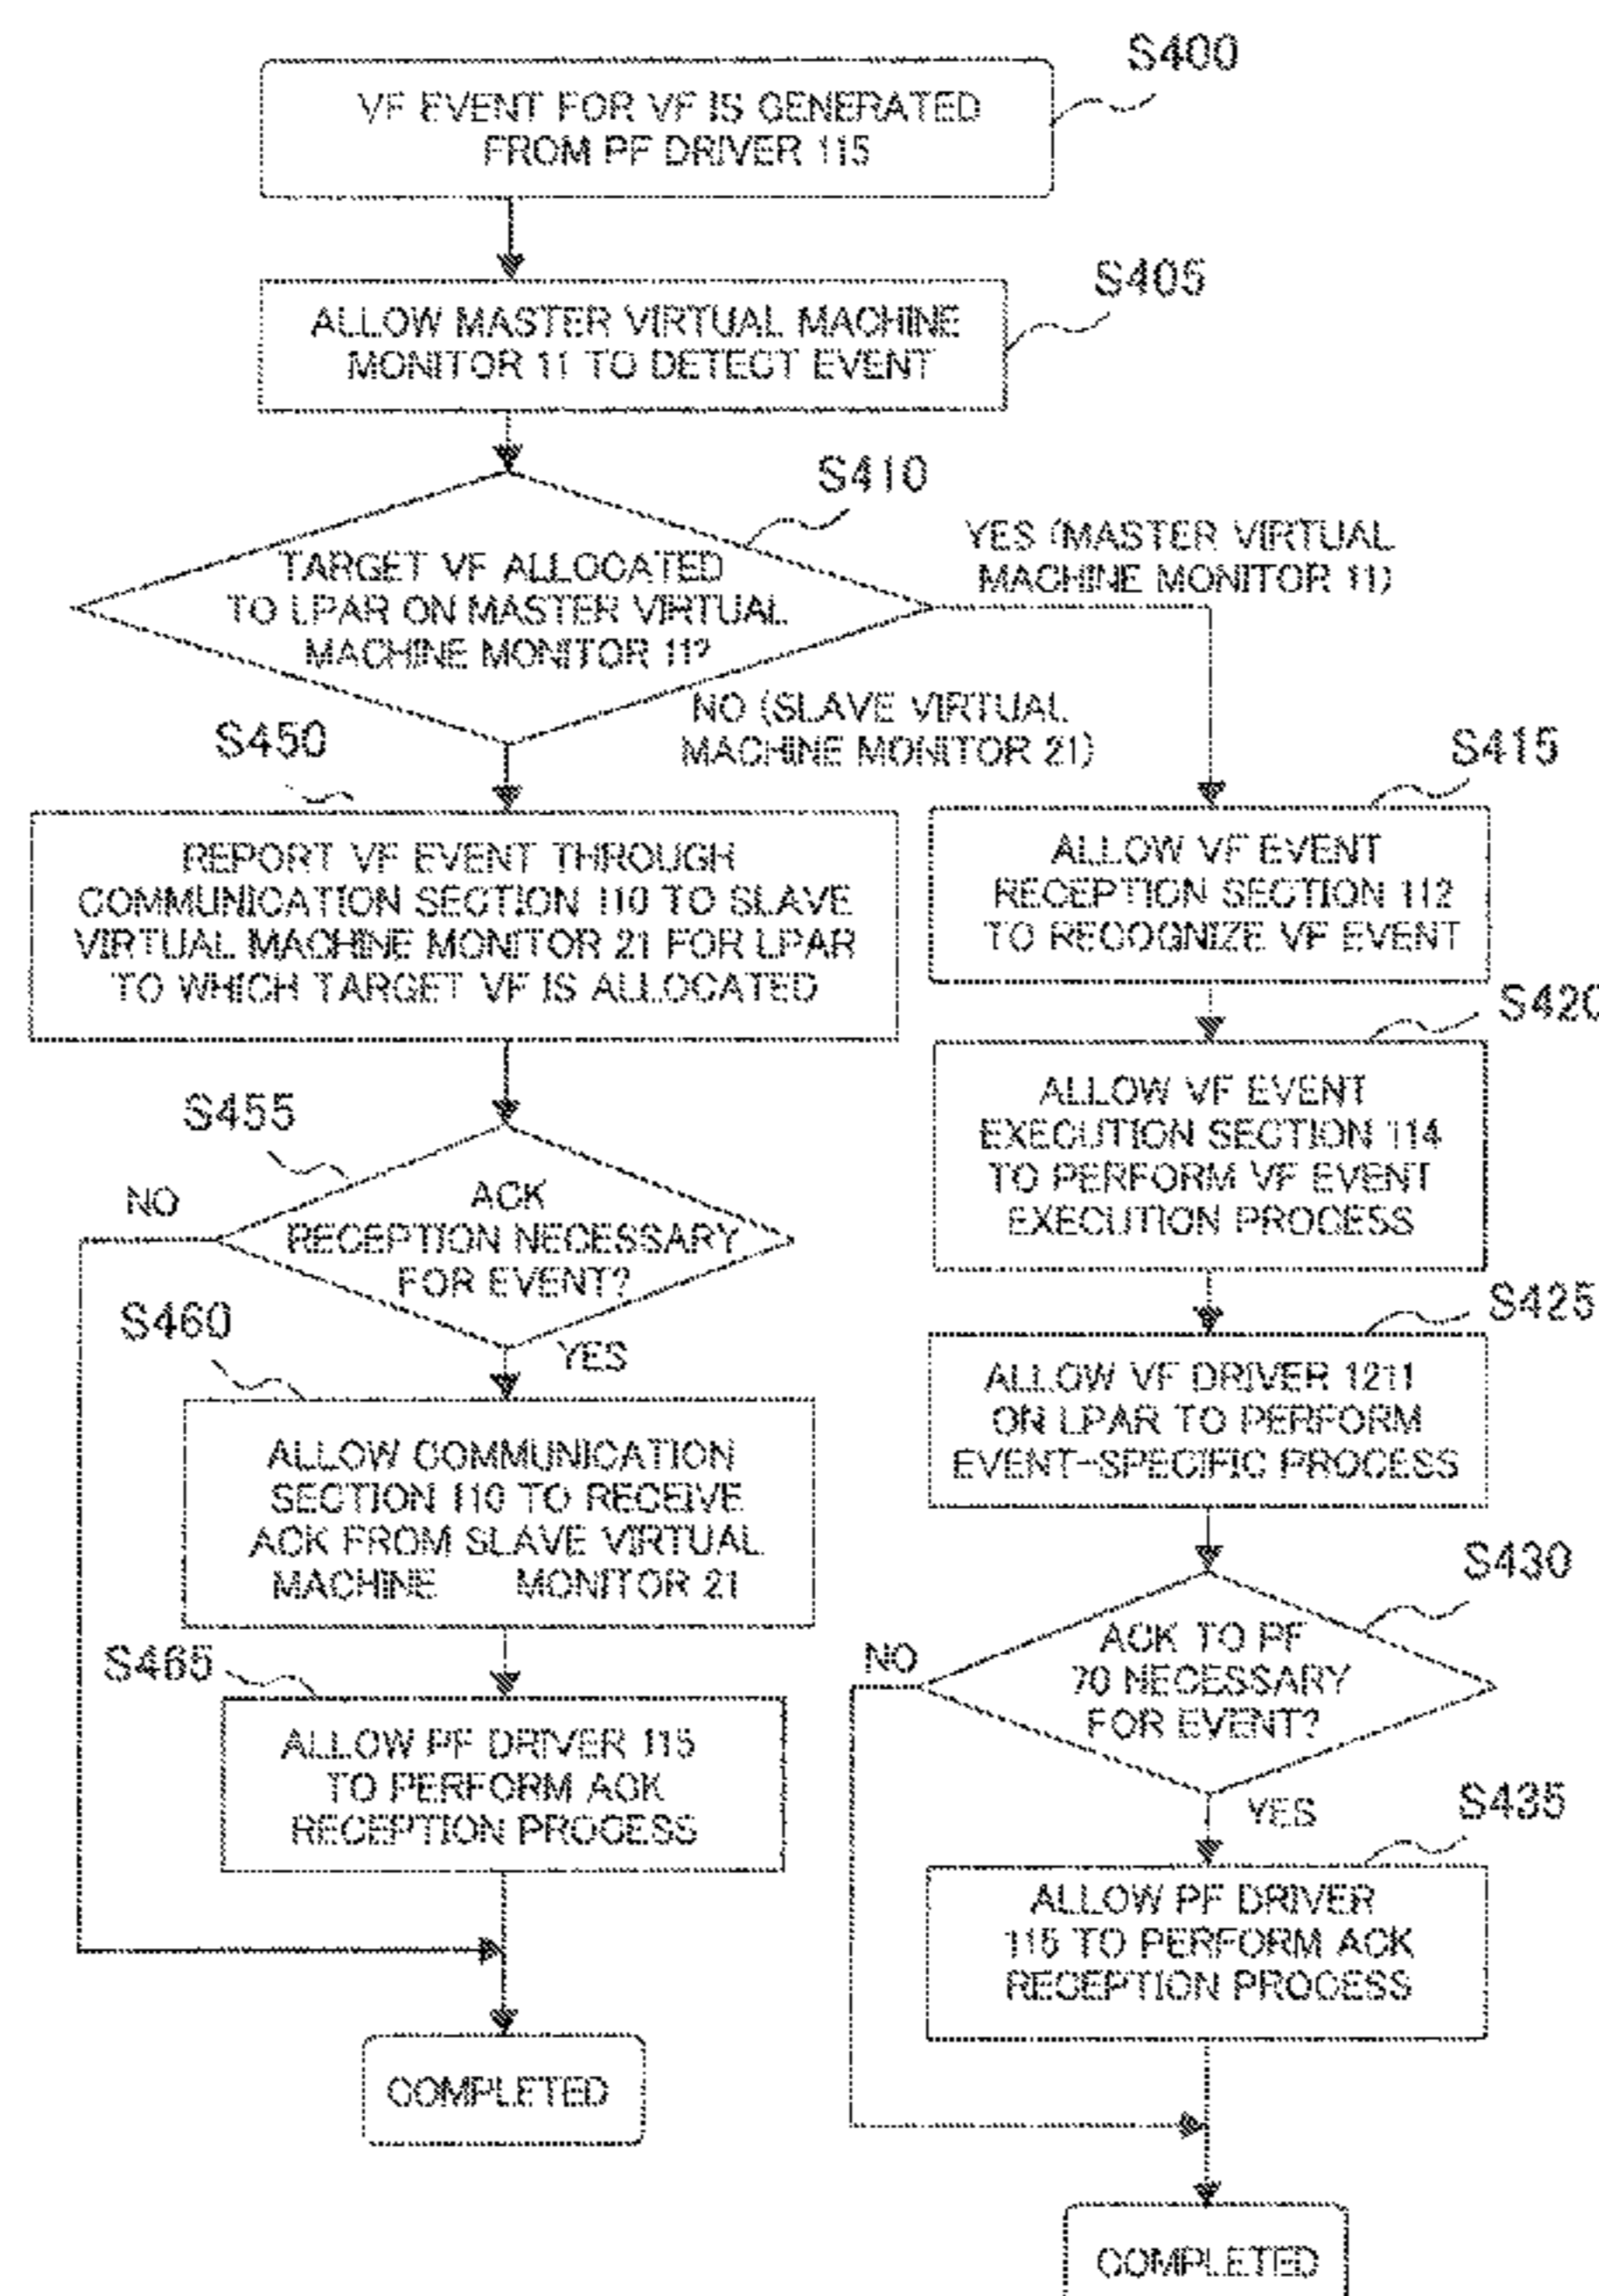 S400
VF EVENT FOR VF IS GENERATED
FROM PF DRIVER 115
S405
ALLOW MASTER VIRTUAL MACHINE
MONITOR 11 TO DETECT EVENT
S410
TARGET VF ALLOCATED
TO LPAR ON MASTER VIRTUAL
MACHINE MONITOR 11?
YES (MASTER VIRTUAL
MACHINE MONITOR 11)
NO (SLAVE VIRTUAL
MACHINE MONITOR 21)
S450
REPORT VF EVENT THROUGH
COMMUNICATION SECTION 110 TO SLAVE
VIRTUAL MACHINE MONITOR 21 FOR LPAR
TO WHICH TARGET VF IS ALLOCATED
S455
ACK
RECEPTION NECESSARY
FOR EVENT?
NO
YES
S460
ALLOW COMMUNICATION
SECTION 110 TO RECEIVE
ACK FROM SLAVE VIRTUAL
MACHINE MONITOR 21
S465
ALLOW PF DRIVER 115
TO PERFORM ACK
RECEPTION PROCESS
COMPLETED
S415
ALLOW VF EVENT
RECEPTION SECTION 112
TO RECOGNIZE VF EVENT
S420
ALLOW VF EVENT
EXECUTION SECTION 114
TO PERFORM VF EVENT
EXECUTION PROCESS
S425
ALLOW VF DRIVER 1211
ON LPAR TO PERFORM
EVENT-SPECIFIC PROCESS
S430
ACK TO PF
70 NECESSARY
FOR EVENT?
NO
YES
S435
ALLOW PF DRIVER
115 TO PERFORM ACK
RECEPTION PROCESS
COMPLETED